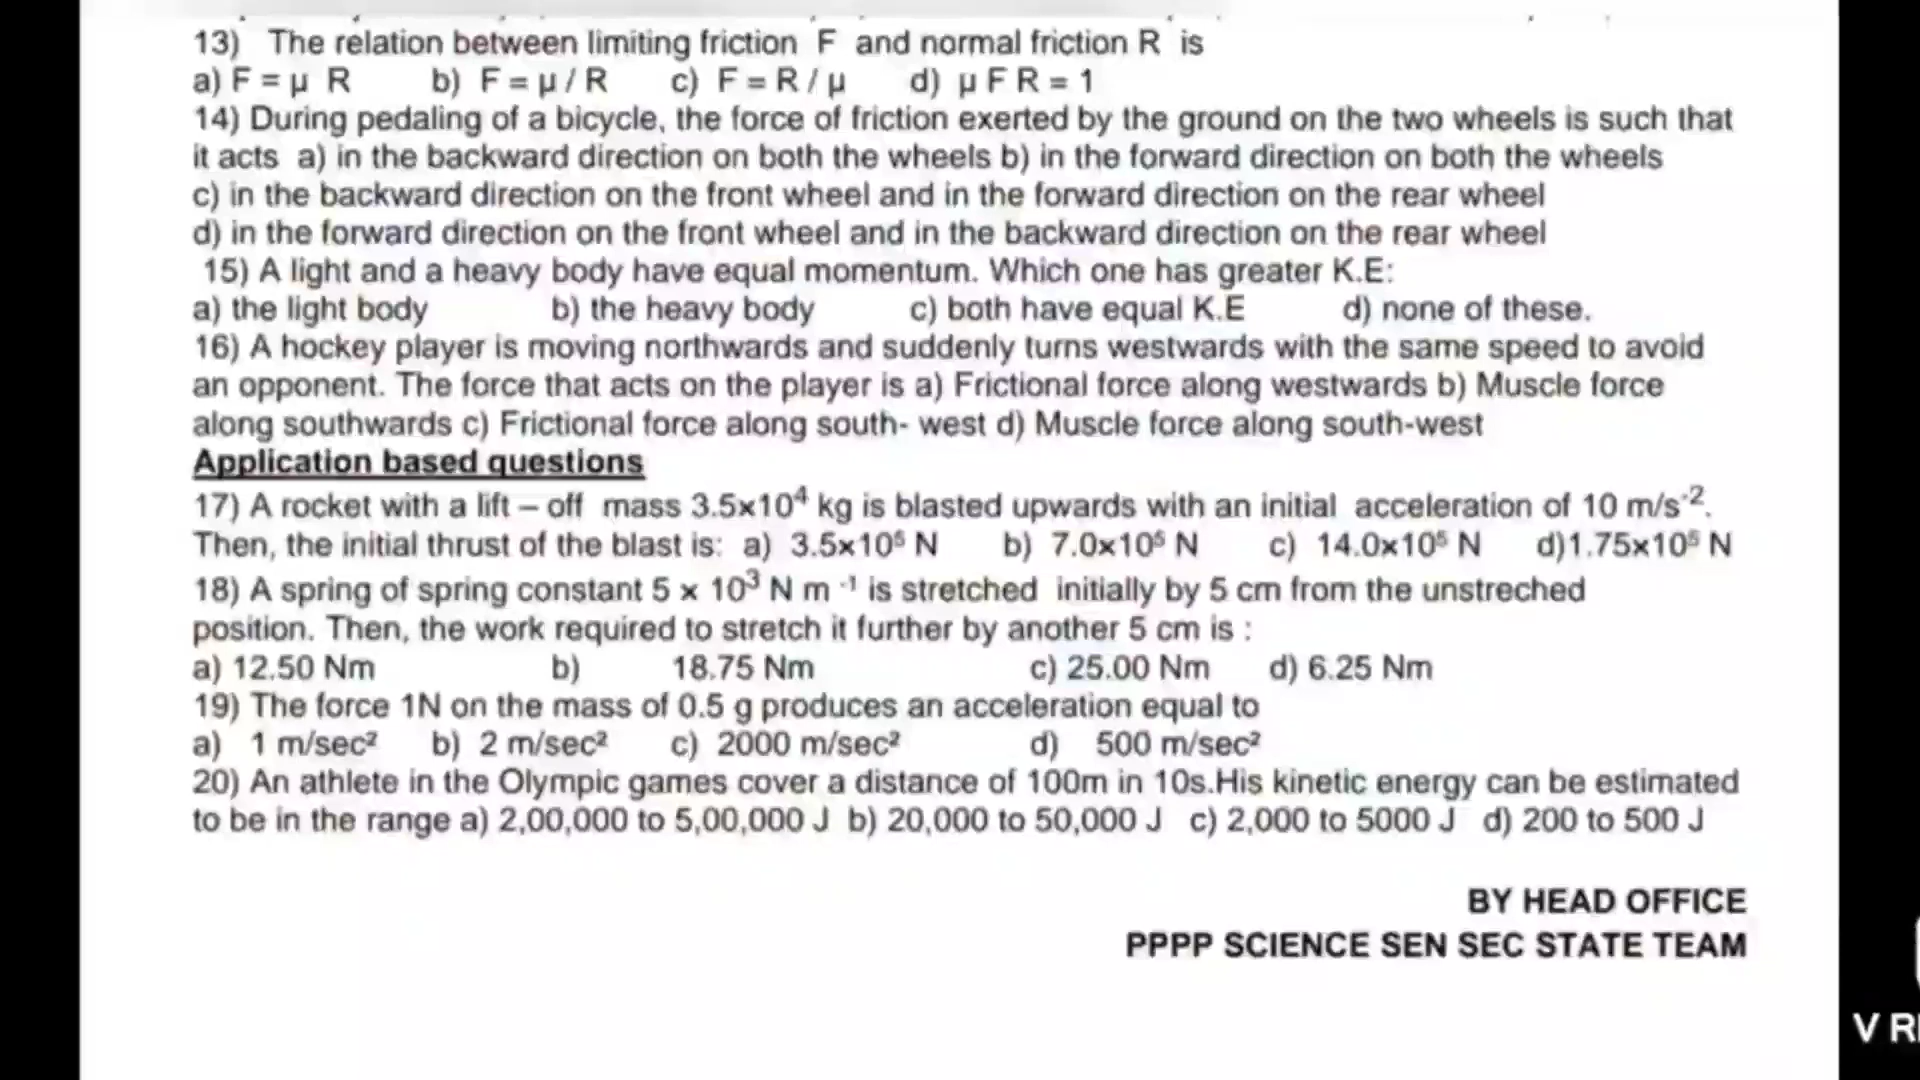 13) The relation between limiting friction F and normal friction R is
a) F = μ R b) F = μ / R c) F = R / μ d) μ F R = 1
14) During pedaling of a bicycle, the force of friction exerted by the ground on the two wheels is such that
it acts a) in the backward direction on both the wheels b) in the forward direction on both the wheels
c) in the backward direction on the front wheel and in the forward direction on the rear wheel
d) in the forward direction on the front wheel and in the backward direction on the rear wheel
15) A light and a heavy body have equal momentum. Which one has greater K.E:
a) the light body b) the heavy body c) both have equal K.E d) none of these.
16) A hockey player is moving northwards and suddenly turns westwards with the same speed to avoid
an opponent. The force that acts on the player is a) Frictional force along westwards b) Muscle force
along southwards c) Frictional force along south- west d) Muscle force along south-west
Application based questions
17) A rocket with a lift – off mass 3.5×10⁴ kg is blasted upwards with an initial acceleration of 10 m/s⁻².
Then, the initial thrust of the blast is: a) 3.5×10⁵ N b) 7.0×10⁵ N c) 14.0×10⁵ N d)1.75×10⁵ N
18) A spring of spring constant 5 × 10³ N m ⁻¹ is stretched initially by 5 cm from the unstreched
position. Then, the work required to stretch it further by another 5 cm is :
a) 12.50 Nm b) 18.75 Nm c) 25.00 Nm d) 6.25 Nm
19) The force 1N on the mass of 0.5 g produces an acceleration equal to
a) 1 m/sec² b) 2 m/sec² c) 2000 m/sec² d) 500 m/sec²
20) An athlete in the Olympic games cover a distance of 100m in 10s.His kinetic energy can be estimated
to be in the range a) 2,00,000 to 5,00,000 J b) 20,000 to 50,000 J c) 2,000 to 5000 J d) 200 to 500 J
BY HEAD OFFICE
PPPP SCIENCE SEN SEC STATE TEAM